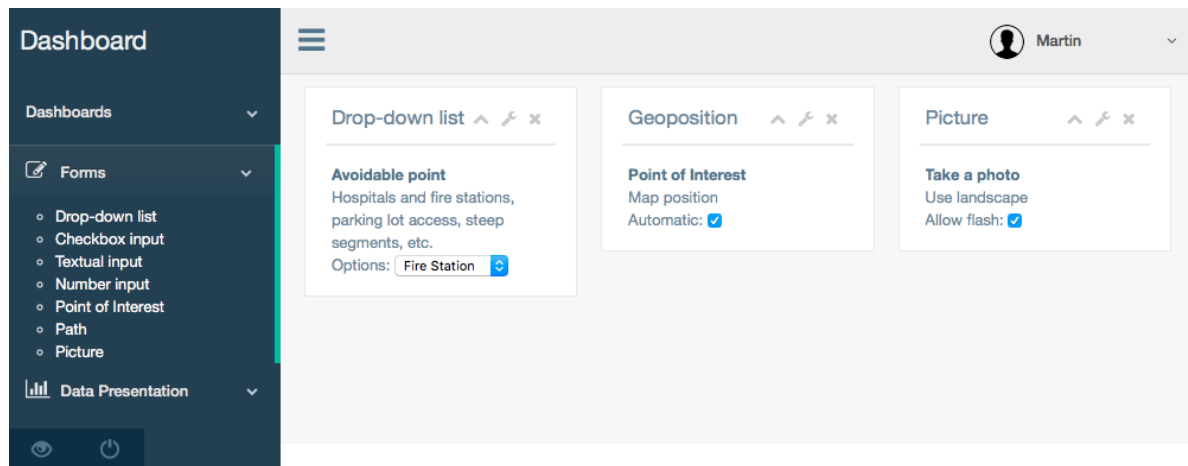 Dashboard
Martin
Dashboards
Forms
Drop-down list
Checkbox input
Textual input
Number input
Point of Interest
Path
Picture
Data Presentation
Drop-down list
Avoidable point
Hospitals and fire stations,
parking lot access, steep
segments, etc.
Options: Fire Station
Geoposition
Point of Interest
Map position
Automatic:
Picture
Take a photo
Use landscape
Allow flash: